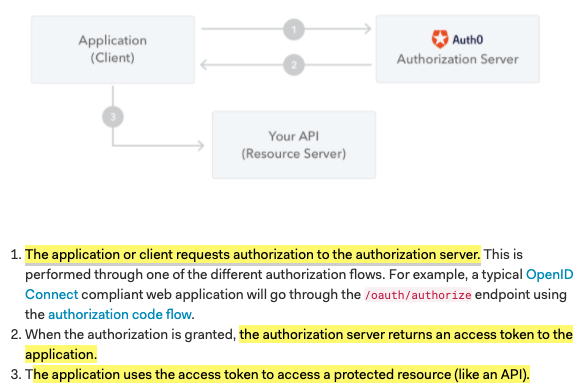 Application
(Client)
1
Auth0
Authorization Server
2
3
Your API
(Resource Server)
1. The application or client requests authorization to the authorization server. This is
performed through one of the different authorization flows. For example, a typical OpenID
Connect compliant web application will go through the /oauth/authorize endpoint using
the authorization code flow.
2. When the authorization is granted, the authorization server returns an access token to the
application.
3. The application uses the access token to access a protected resource (like an API).